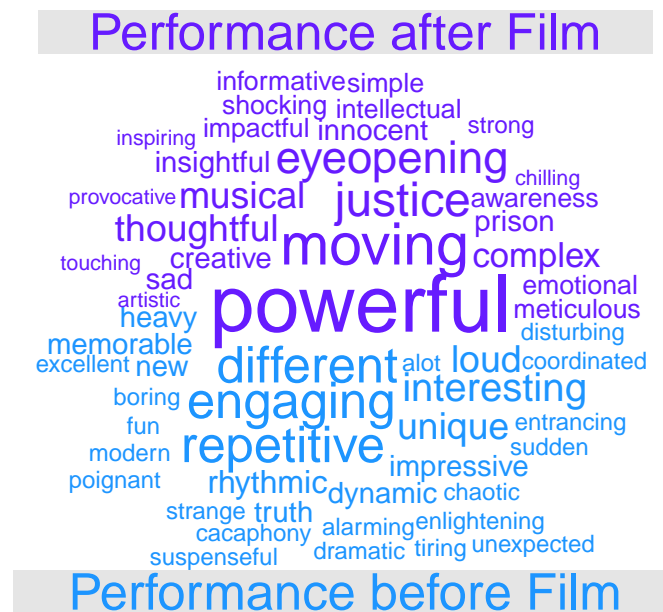 Performance after Film
informative simple
shocking intellectual
inspiring impactful innocent strong
insightful eyeopening
chilling
provocative musical justice awareness
thoughtful prison
touching creative moving complex
sad emotional
artistic powerful meticulous
heavy disturbing
memorable different alot loud coordinated
excellent new
boring engaging interesting
fun unique entrancing
modern repetitive sudden
poignant impressive
rhythmic dynamic chaotic
strange truth
cacaphony alarming enlightening
suspenseful dramatic tiring unexpected
Performance before Film